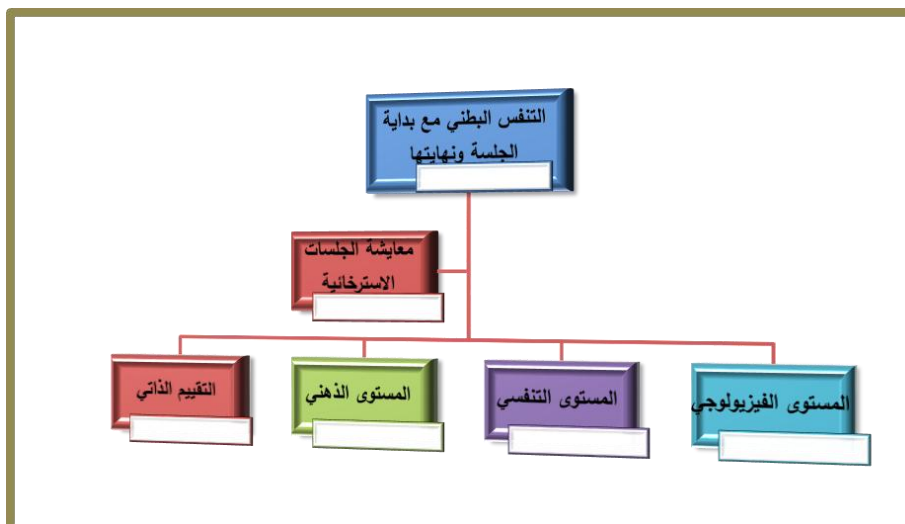 التنفس البطني مع بداية
الجلسة ونهايتها
معايشة الجلسات
الاسترخائية
المستوى الفيزيولوجي
المستوى التنفسي
المستوى الذهني
التقييم الذاتي